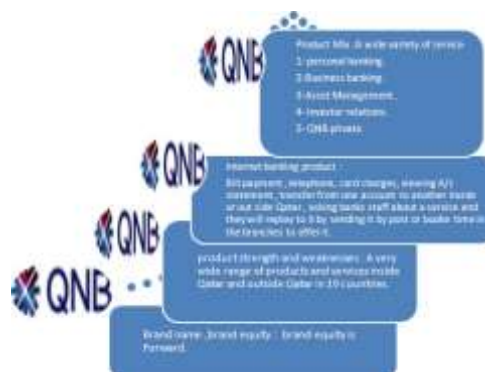 QNB
Product Mix .A wide variety of service
1- personal banking.
2-Business banking.
3-Asset Management.
4- Investor relations.
5- QNB private.
QNB
Internet banking product :
Bill payment , telephone, card charges, viewing A/c
statement , transfer from one account to another inside
or out side Qatar , asking banks staff about a service and
they will replay to it by sending it by post or books time in
the branches to offer it.
QNB
product strength and weaknesses : A very
wide range of products and services inside
Qatar and outside Qatar in 19 countries.
QNB
Brand name ,brand equity : brand equity is
Forward.